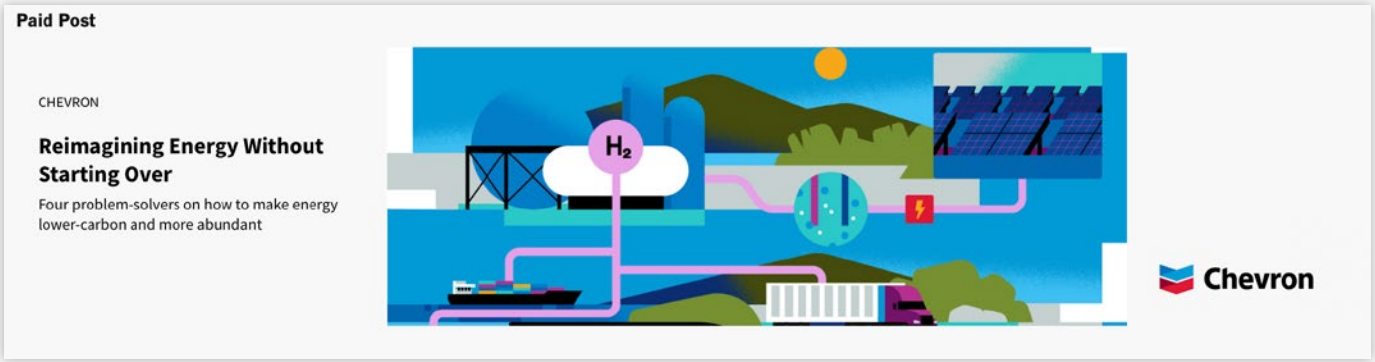 Paid Post
CHEVRON
Reimagining Energy Without
Starting Over
Four problem-solvers on how to make energy
lower-carbon and more abundant
H₂
Chevron